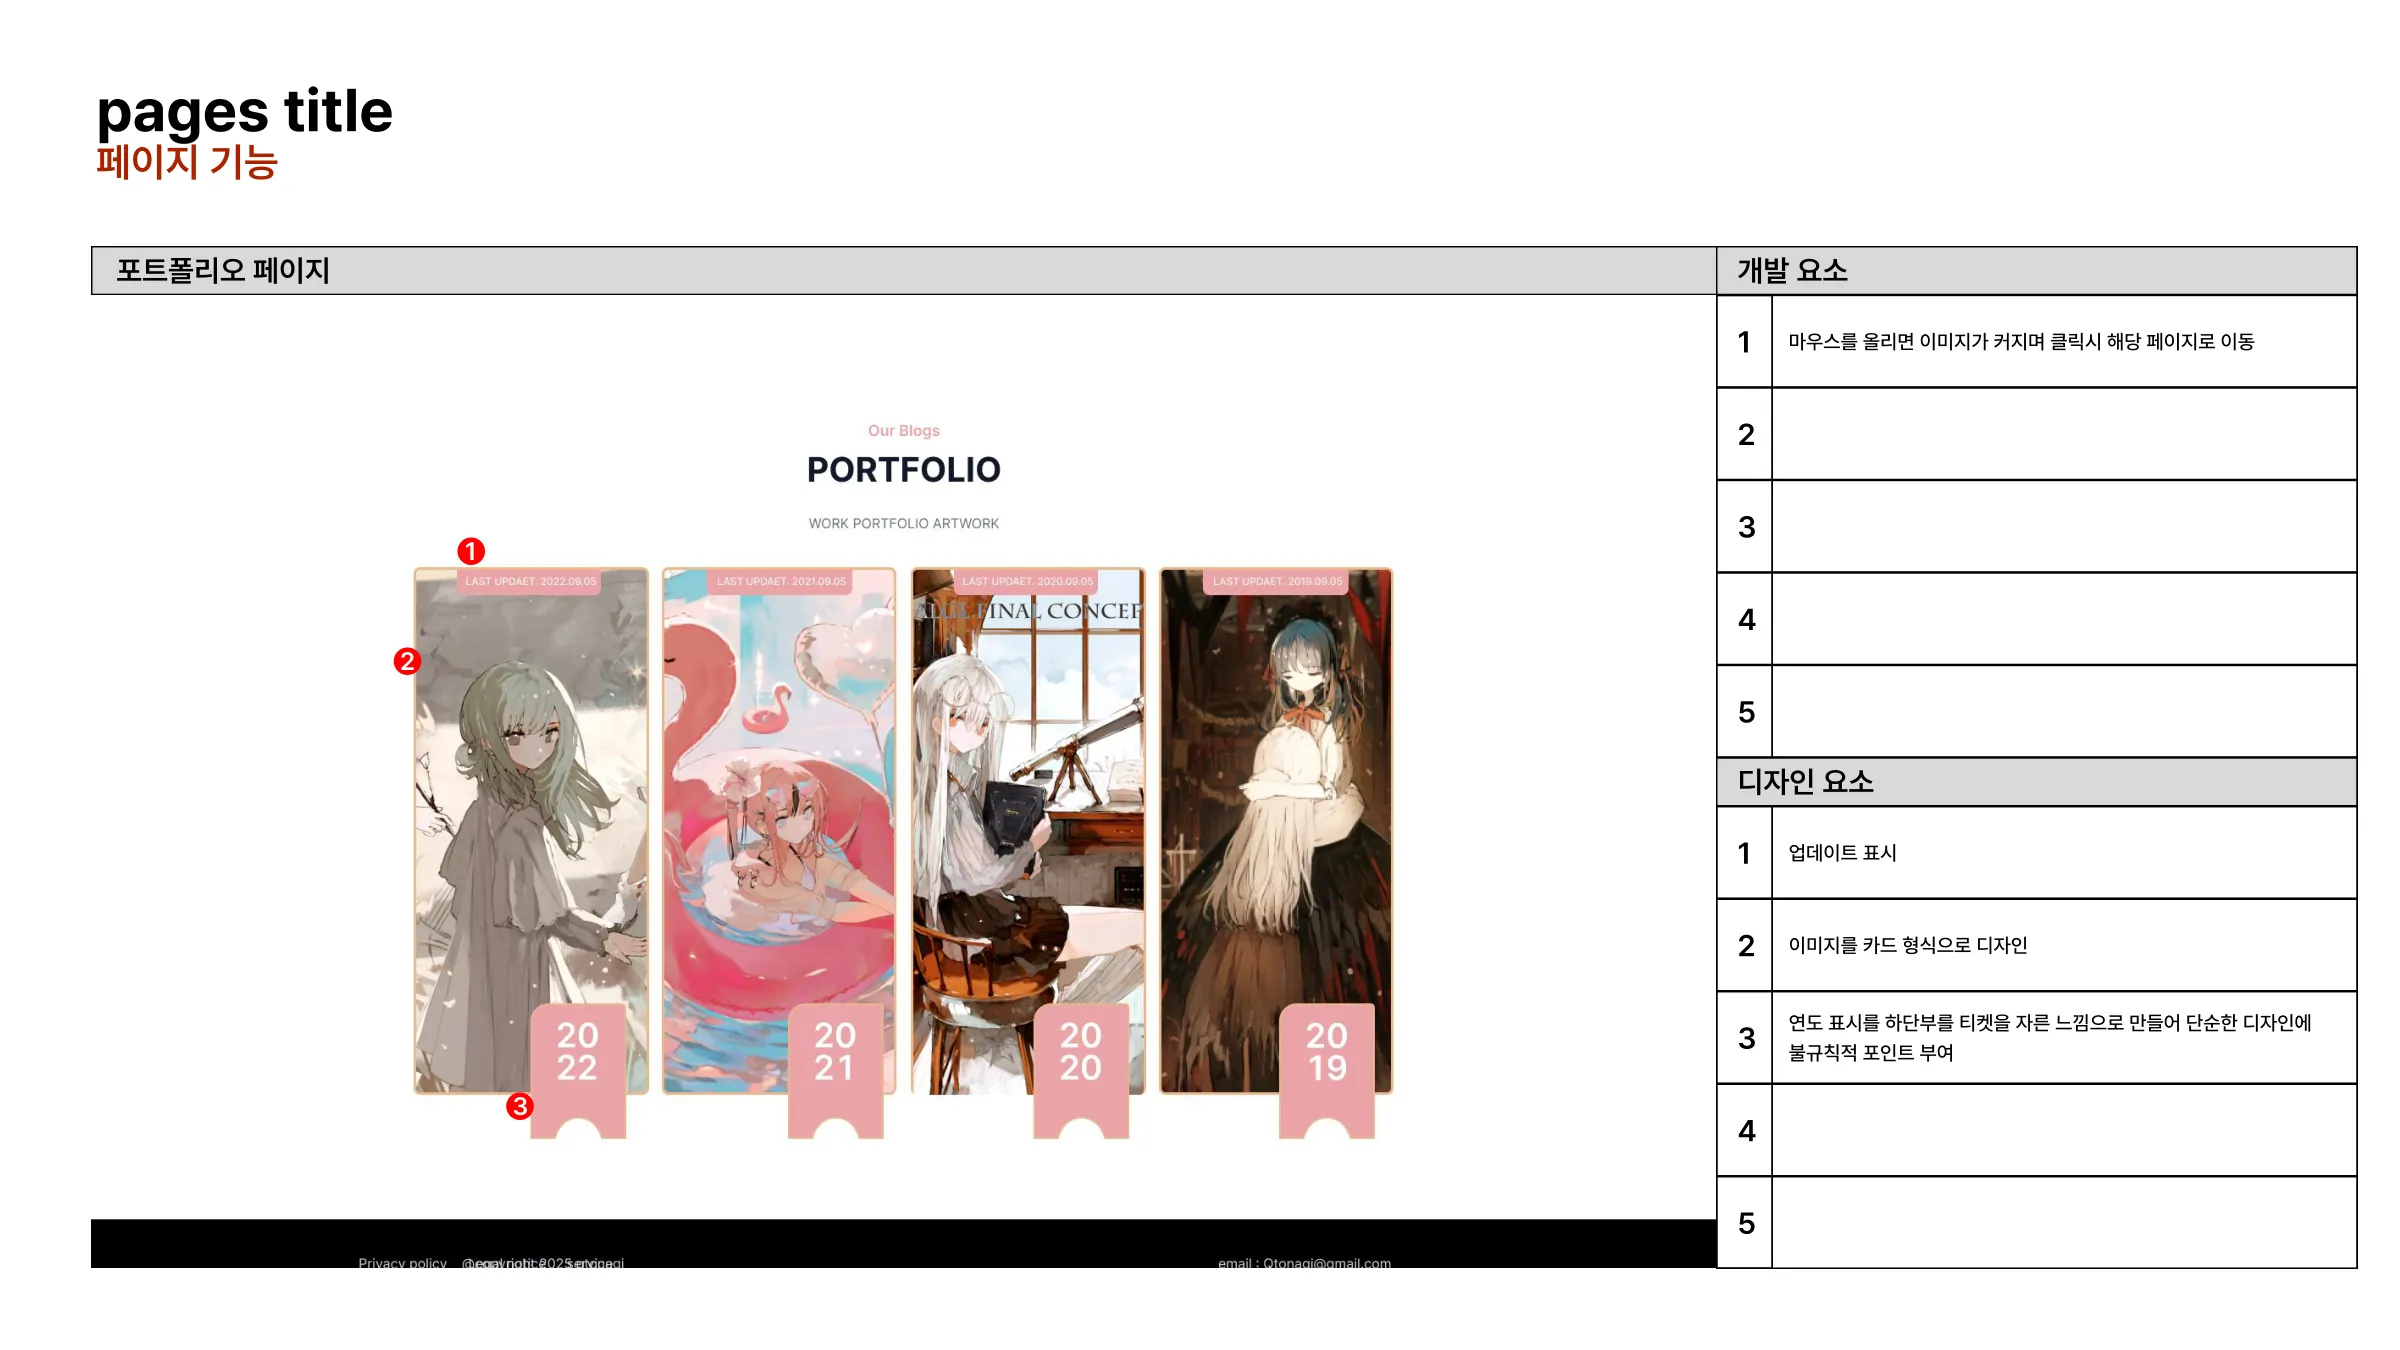 pages title
페이지 기능
포트폴리오 페이지
Our Blogs
PORTFOLIO
WORK PORTFOLIO ARTWORK
1
LAST UPDAET. 2022.09.05
LAST UPDAET. 2021.09.05
LAST UPDAET. 2020.09.05
LAST UPDAET. 2019.09.05
FINAL CONCEP
2
20
22
20
21
20
20
20
19
3
Privacy policy
email : Qtonagi@gmail.com
개발 요소
1 마우스를 올리면 이미지가 커지며 클릭시 해당 페이지로 이동
2
3
4
5
디자인 요소
1 업데이트 표시
2 이미지를 카드 형식으로 디자인
3 연도 표시를 하단부를 티켓을 자른 느낌으로 만들어 단순한 디자인에
불규칙적 포인트 부여
4
5